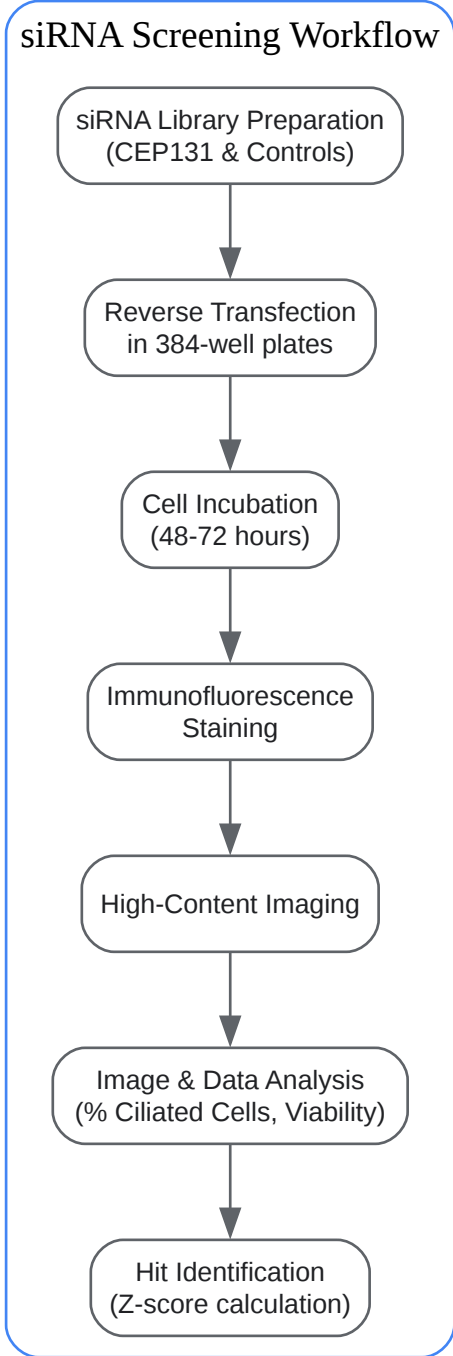 siRNA Screening Workflow
siRNA Library Preparation
(CEP131 & Controls)
Reverse Transfection
in 384-well plates
Cell Incubation
(48-72 hours)
Immunofluorescence
Staining
High-Content Imaging
Image & Data Analysis
(% Ciliated Cells, Viability)
Hit Identification
(Z-score calculation)